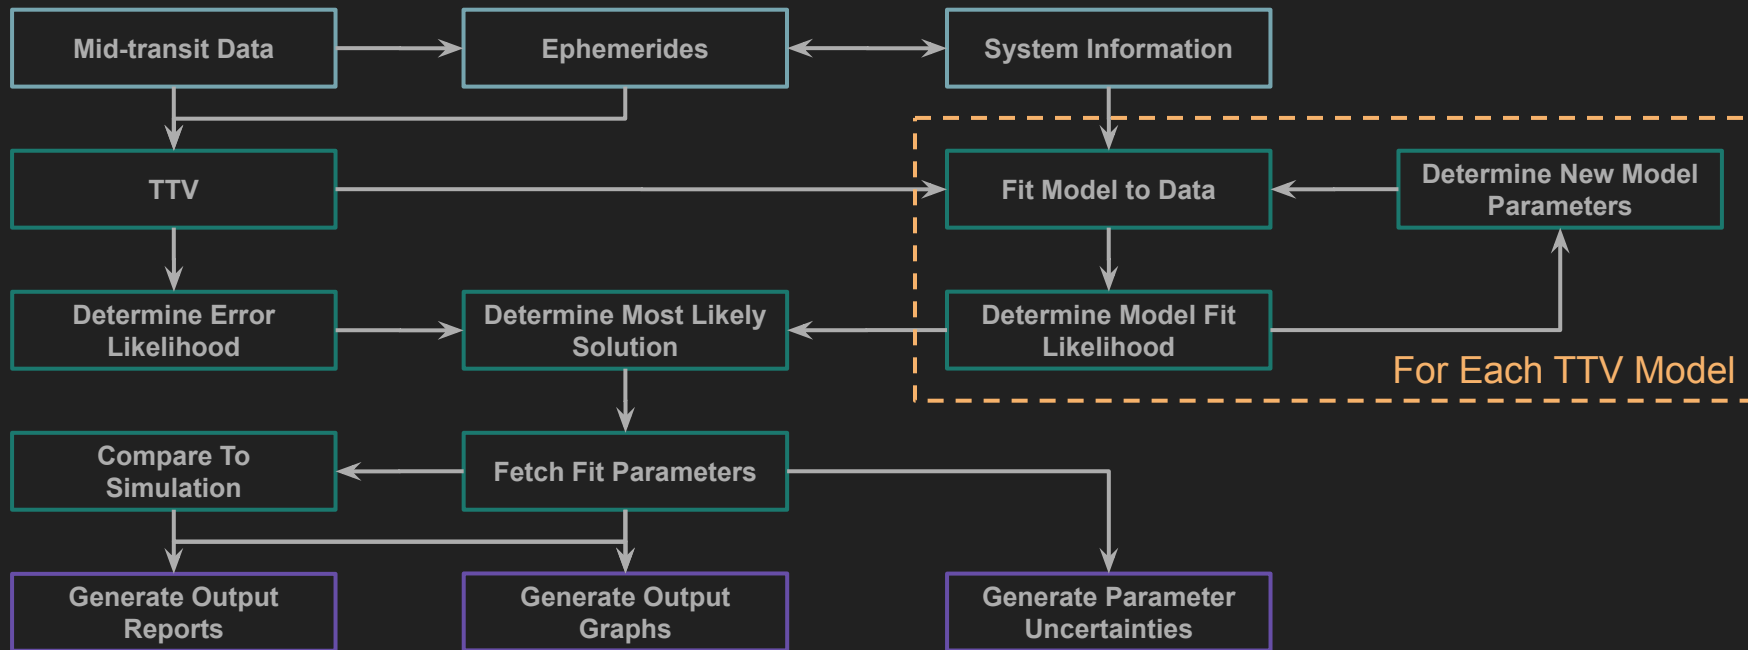 Mid-transit Data
Ephemerides
System Information
TTV
Fit Model to Data
Determine New Model
Parameters
Determine Error
Likelihood
Determine Most Likely
Solution
Determine Model Fit
Likelihood
For Each TTV Model
Compare To
Simulation
Fetch Fit Parameters
Generate Output
Reports
Generate Output
Graphs
Generate Parameter
Uncertainties